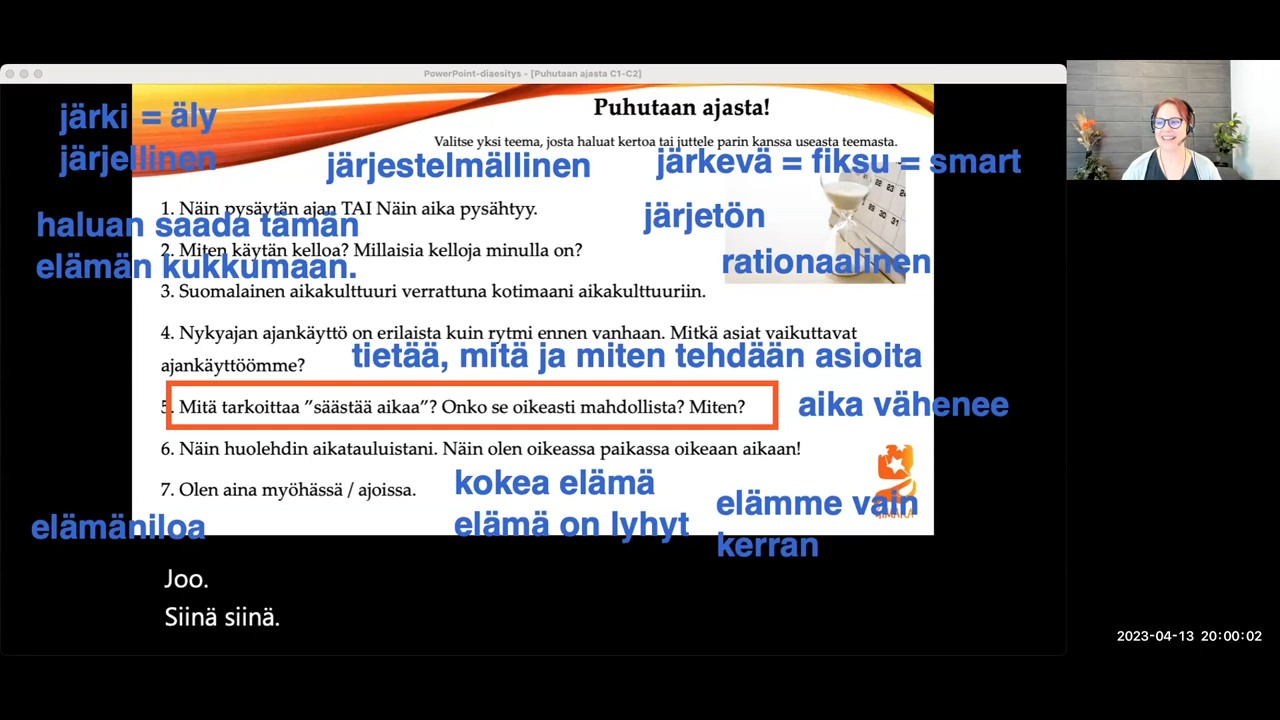 PowerPoint-diaesitys - [Puhutaan ajasta C1-C2]
Puhutaan ajasta!
Valitse yksi teema, josta haluat kertoa tai juttele parin kanssa useasta teemasta.
järki = äly
järjellinen
järjestelmällinen
järkevä = fiksu = smart
järjetön
rationaalinen
1. Näin pysäytän ajan TAI Näin aika pysähtyy.
haluan saada tämän
elämän kukkumaan.
2. Miten käytän kelloa? Millaisia kelloja minulla on?
3. Suomalainen aikakulttuuri verrattuna kotimaani aikakulttuuriin.
4. Nykyajan ajankäyttö on erilaista kuin rytmi ennen vanhaan. Mitkä asiat vaikuttavat
ajankäyttöömme?
tietää, mitä ja miten tehdään asioita
5. Mitä tarkoittaa ”säästää aikaa”? Onko se oikeasti mahdollista? Miten?
aika vähenee
6. Näin huolehdin aikatauluistani. Näin olen oikeassa paikassa oikeaan aikaan!
7. Olen aina myöhässä / ajoissa.
kokea elämä
elämä on lyhyt
elämme vain
kerran
elämäniloa
Joo.
Siinä siinä.
2023-04-13 20:00:02